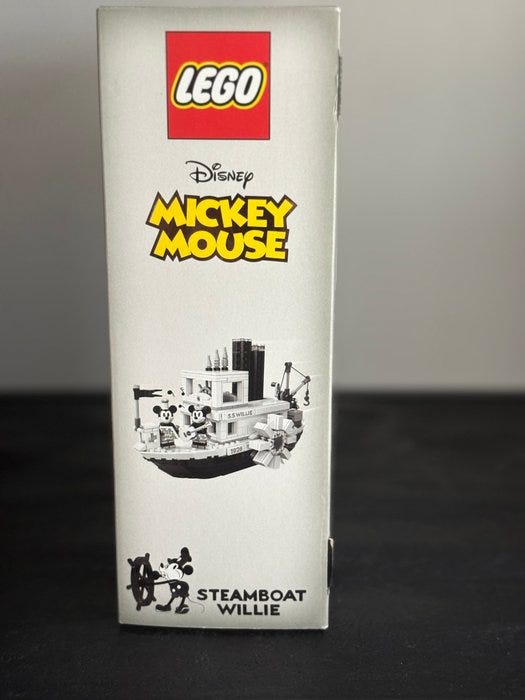 LEGO
Disney
MICKEY
MOUSE
S.S. WILLIE
1928
STEAMBOAT
WILLIE